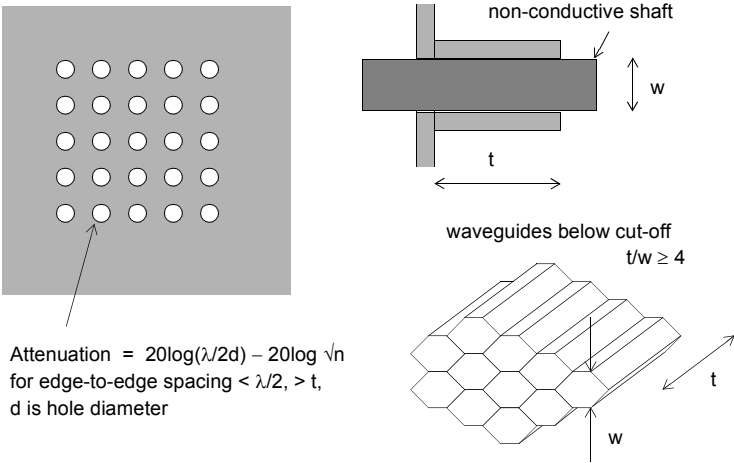 non-conductive shaft
w
t
waveguides below cut-off
t/w ≥ 4
Attenuation = 20log(λ/2d) – 20log √n
for edge-to-edge spacing < λ/2, > t,
d is hole diameter
t
w